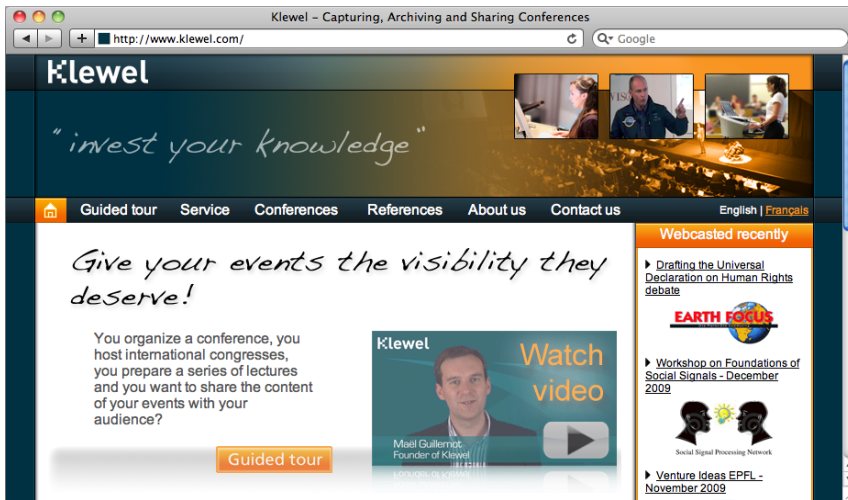 Klewel – Capturing, Archiving and Sharing Conferences
http://www.klewel.com/
Google
Klewel
"invest your knowledge"
Guided tour Service Conferences References About us Contact us English | Français
Give your events the visibility they
deserve!
You organize a conference, you
host international congresses,
you prepare a series of lectures
and you want to share the content
of your events with your
audience?
Guided tour
Klewel
Watch
video
Maël Guillemot
Founder of Klewel
Webcasted recently
Drafting the Universal
Declaration on Human Rights
debate
EARTH FOCUS
Workshop on Foundations of
Social Signals - December
2009
Social Signal Processing Network
Venture Ideas EPFL -
November 2009